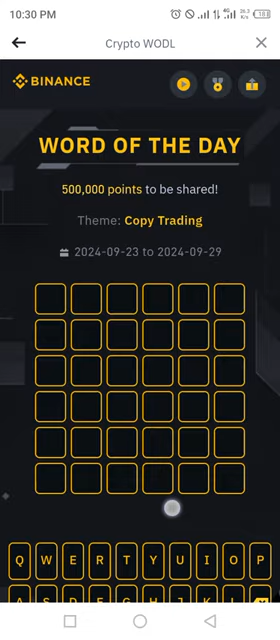 10:30 PM
Crypto WODL
BINANCE
WORD OF THE DAY
500,000 points to be shared!
Theme: Copy Trading
2024-09-23 to 2024-09-29
Q W E R T Y U I O P
A S D F G H J K L